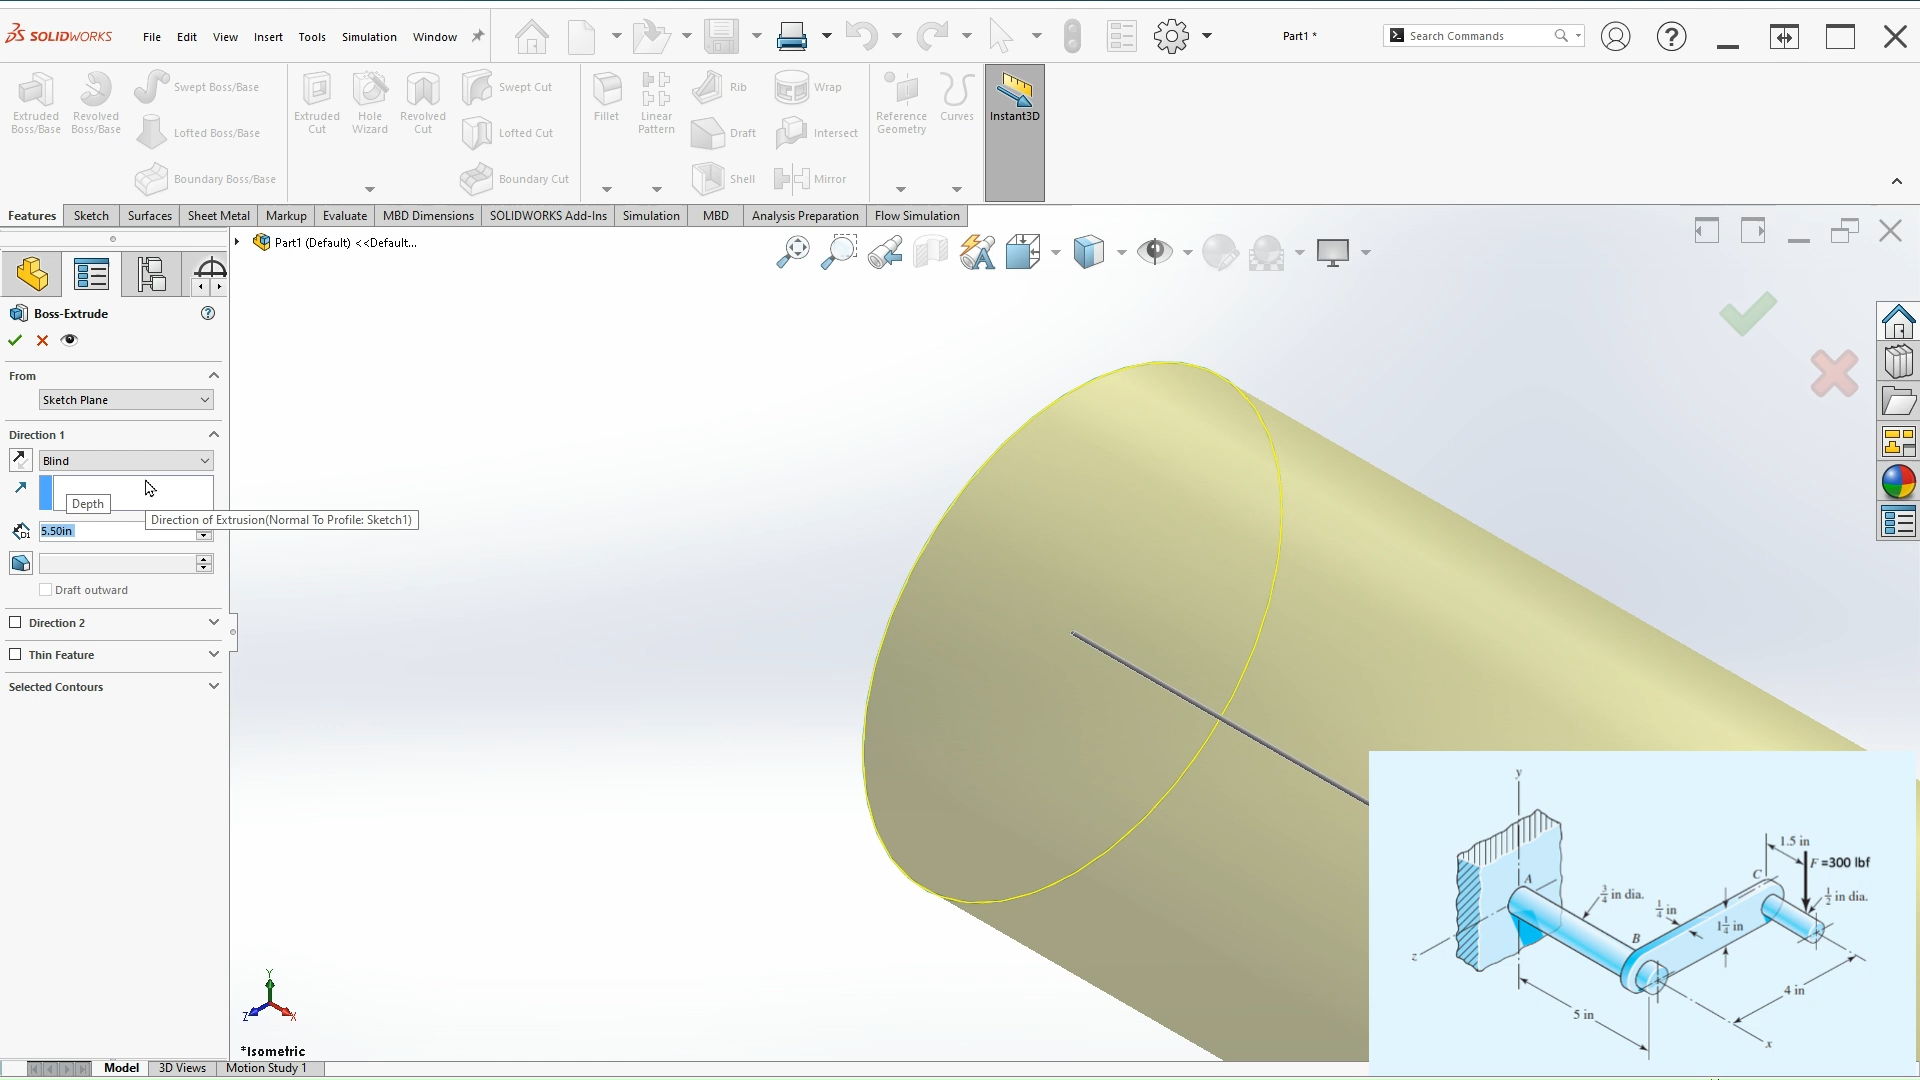 SOLIDWORKS File Edit View Insert Tools Simulation Window Part1 * Search Commands
Extruded Boss/Base
Revolved Boss/Base
Swept Boss/Base
Lofted Boss/Base
Boundary Boss/Base
Extruded Cut
Hole Wizard
Revolved Cut
Swept Cut
Lofted Cut
Boundary Cut
Fillet
Linear Pattern
Rib
Draft
Shell
Wrap
Intersect
Mirror
Reference Geometry
Curves
Instant3D
Features Sketch Surfaces Sheet Metal Markup Evaluate MBD Dimensions SOLIDWORKS Add-Ins Simulation MBD Analysis Preparation Flow Simulation
Part1 (Default) <<Default...
Boss-Extrude
From
Sketch Plane
Direction 1
Blind
Depth
Direction of Extrusion(Normal To Profile: Sketch1)
D1
5.50in
Draft outward
Direction 2
Thin Feature
Selected Contours
Y
Z
X
*Isometric
y
1.5 in
F =300 lbf
C
A
3/4 in dia.
1/4 in
1/2 in dia.
1 1/4 in
B
z
4 in
5 in
x
Model 3D Views Motion Study 1